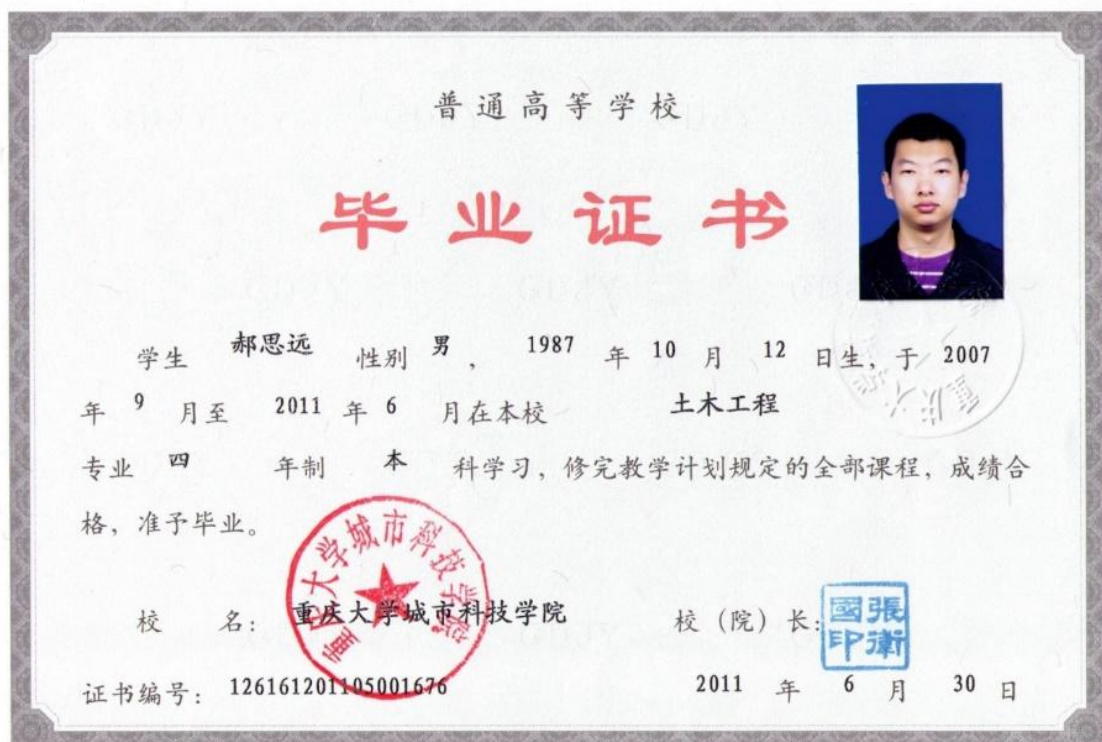 普通高等学校
毕业证书
学生 郝思远 性别 男 ， 1987 年 10 月 12 日生，于 2007
年 9 月至 2011 年 6 月在本校 土木工程
专业 四 年制 本 科学习，修完教学计划规定的全部课程，成绩合
格，准予毕业。
重庆大学城市科技学院
校 名：重庆大学城市科技学院 校（院）长：
張衛國印
证书编号：126161201105001676 2011 年 6 月 30 日